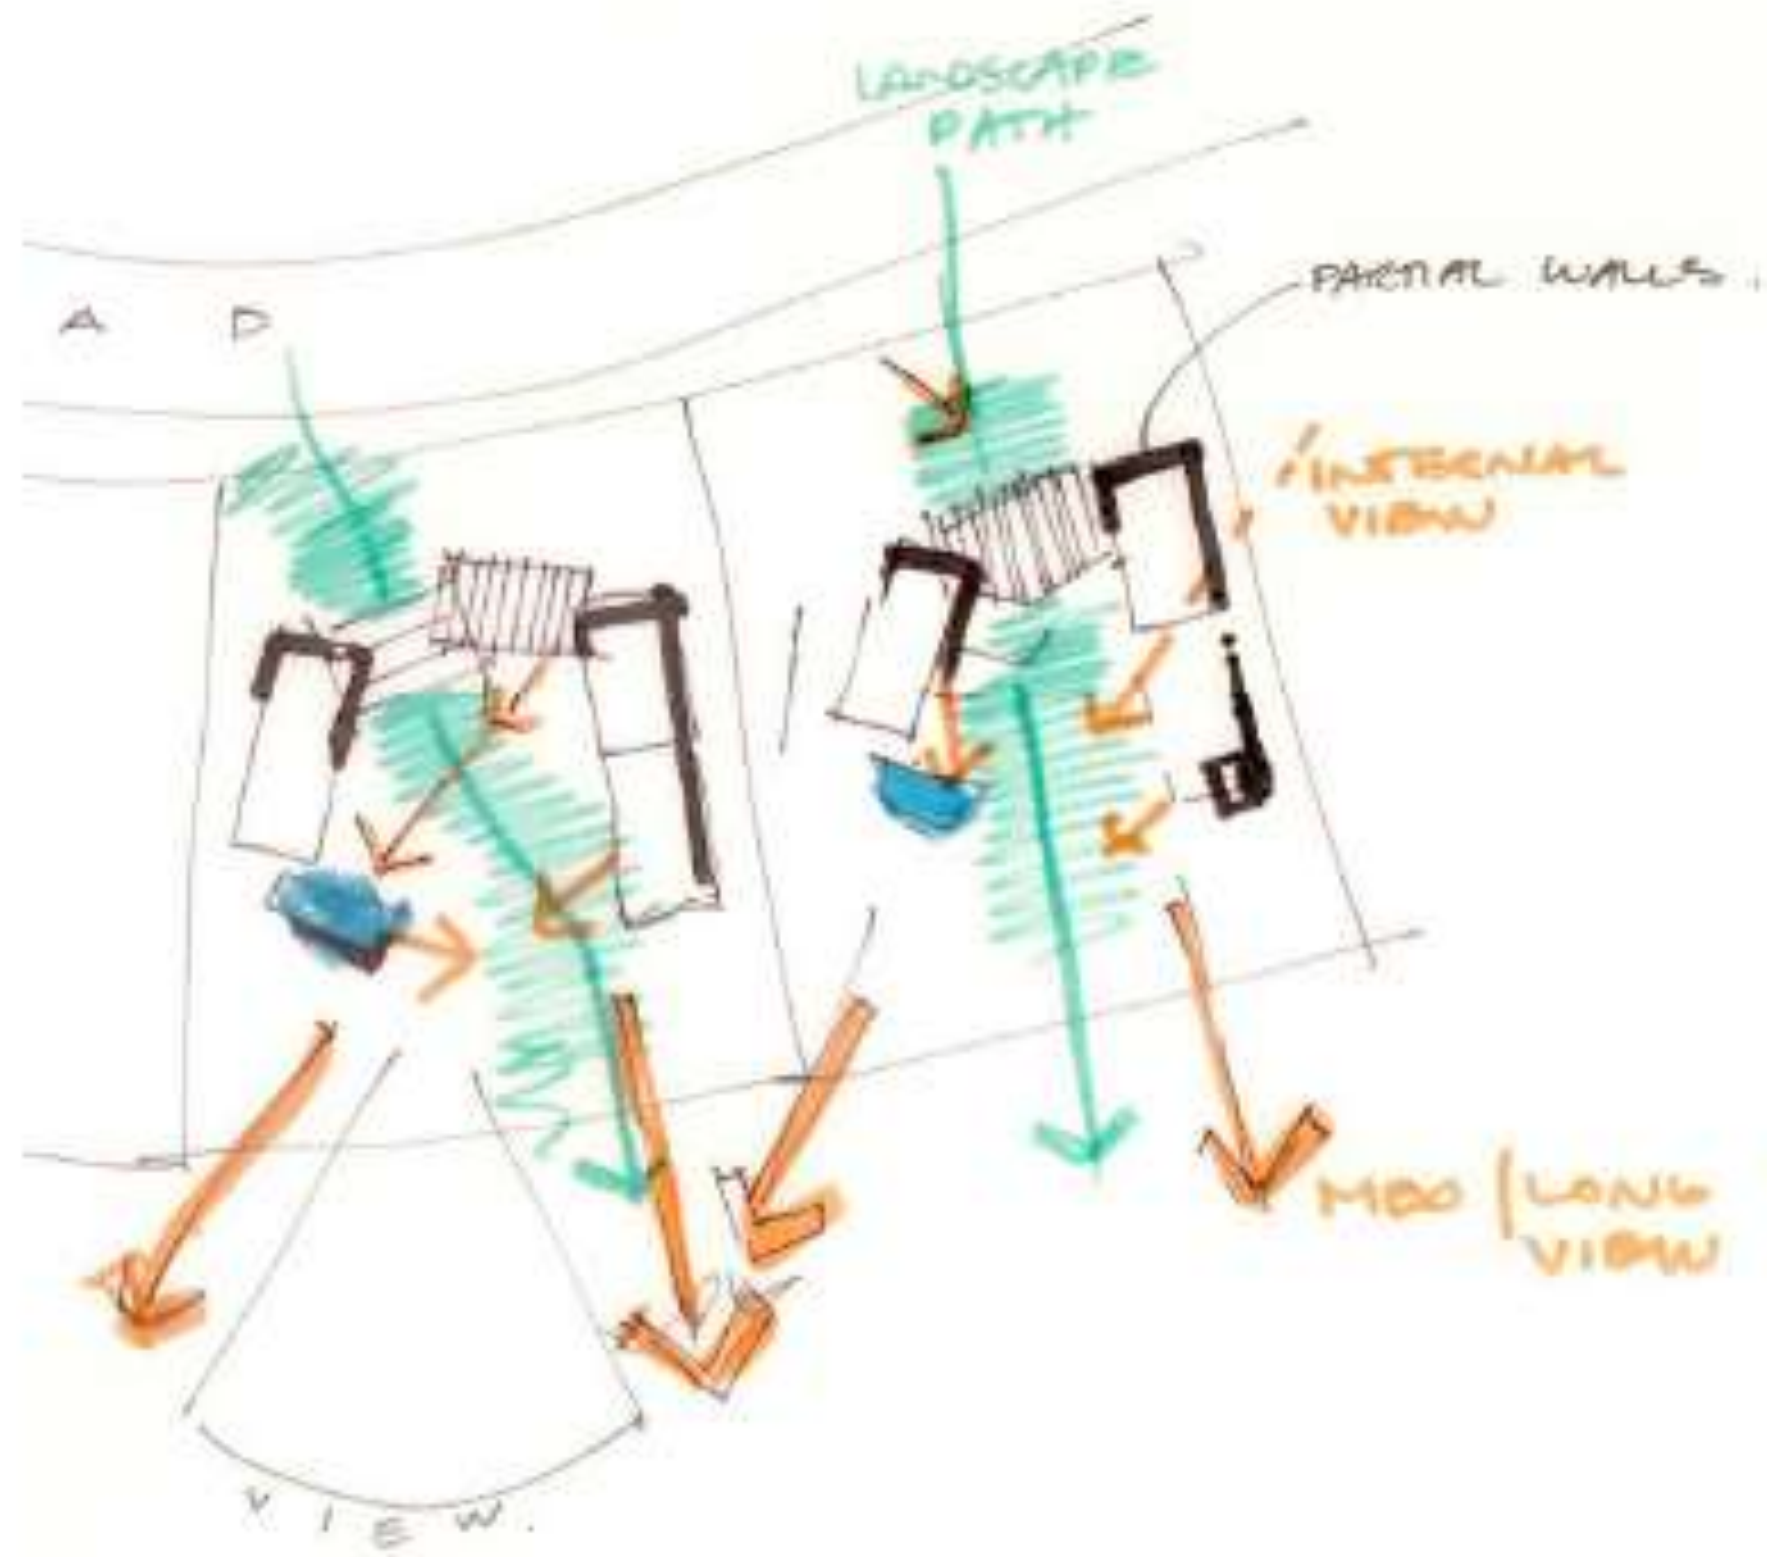 LANDSCAPE
PATH
PARTIAL WALLS.
A D
INTERNAL
VIEW
MED / LONG
VIEW
VIEW.